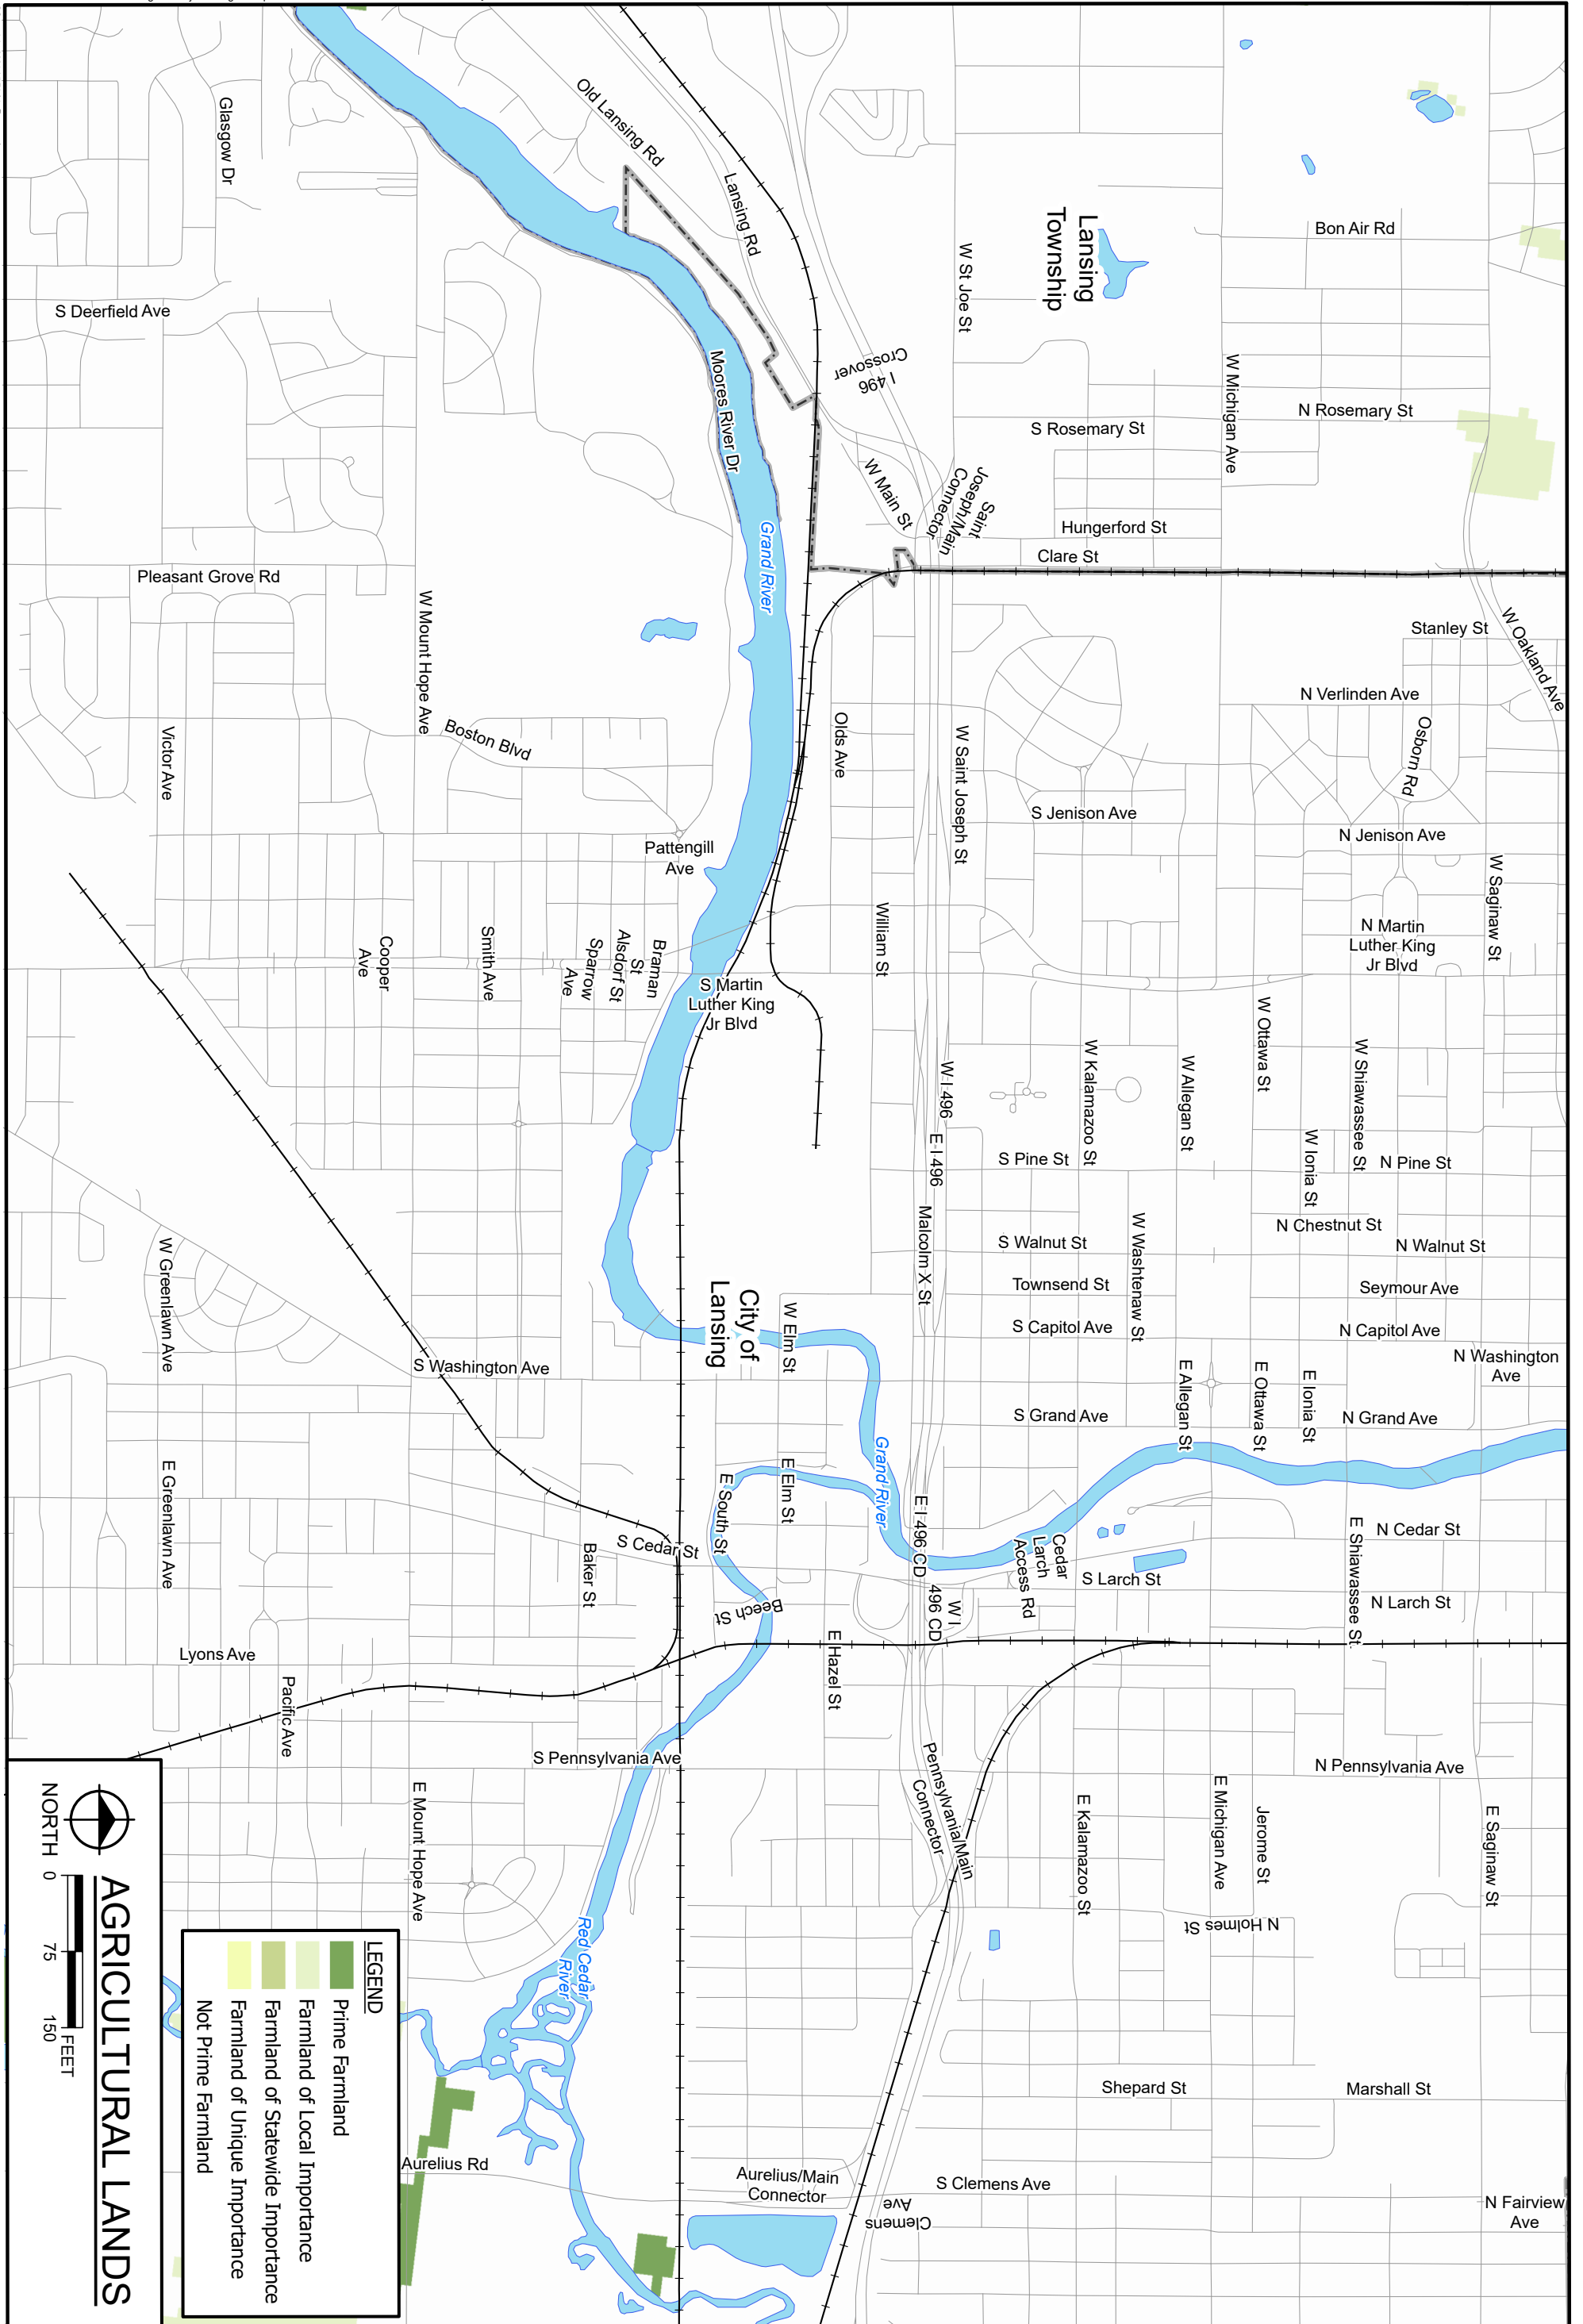 Glasgow Dr
Old Lansing Rd
Lansing Rd
W St Joe St
Lansing
Township
Bon Air Rd
S Deerfield Ave
Moores River Dr
I 496
Crossover
W Michigan Ave
N Rosemary St
S Rosemary St
W Main St
Saint
Joseph/Main
Connector
Hungerford St
Clare St
Grand River
Pleasant Grove Rd
W Mount Hope Ave
Stanley St
W Oakland Ave
N Verlinden Ave
Osborn Rd
Victor Ave
Boston Blvd
Olds Ave
W Saint Joseph St
S Jenison Ave
N Jenison Ave
Pattengill
Ave
W Saginaw St
William St
N Martin
Luther King
Jr Blvd
Cooper
Ave
Smith Ave
Sparrow
Ave
Alsdorf St
Braman
St
S Martin
Luther King
Jr Blvd
W Ottawa St
W Shiawassee St
W Kalamazoo St
W Allegan St
W I 496
E I 496
S Pine St
W Ionia St
N Pine St
N Chestnut St
W Washtenaw St
Malcolm X St
S Walnut St
N Walnut St
Townsend St
Seymour Ave
W Greenlawn Ave
City of
Lansing
W Elm St
S Capitol Ave
N Capitol Ave
N Washington
Ave
S Washington Ave
E Allegan St
E Ottawa St
E Ionia St
S Grand Ave
N Grand Ave
Grand River
E Greenlawn Ave
E South St
E Elm St
E I 496 CD
S Cedar St
Baker St
Cedar
Larch
Access Rd
N Cedar St
E Shiawassee St
S Larch St
N Larch St
Beech St
W I
496 CD
E Hazel St
Lyons Ave
Pacific Ave
S Pennsylvania Ave
Pennsylvania/Main
Connector
N Pennsylvania Ave
E Mount Hope Ave
E Kalamazoo St
E Michigan Ave
Jerome St
E Saginaw St
N Holmes St
Red Cedar
River
Shepard St
Marshall St
Aurelius Rd
Aurelius/Main
Connector
S Clemens Ave
Clemens
Ave
N Fairview
Ave
LEGEND
Prime Farmland
Farmland of Local Importance
Farmland of Statewide Importance
Farmland of Unique Importance
Not Prime Farmland
AGRICULTURAL LANDS
NORTH
0 75 150
FEET